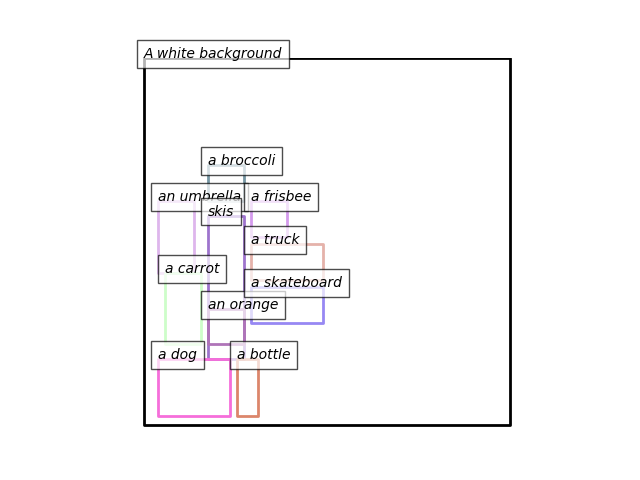 A white background
a broccoli
an umbrella
a frisbee
skis
a truck
a carrot
a skateboard
an orange
a dog
a bottle